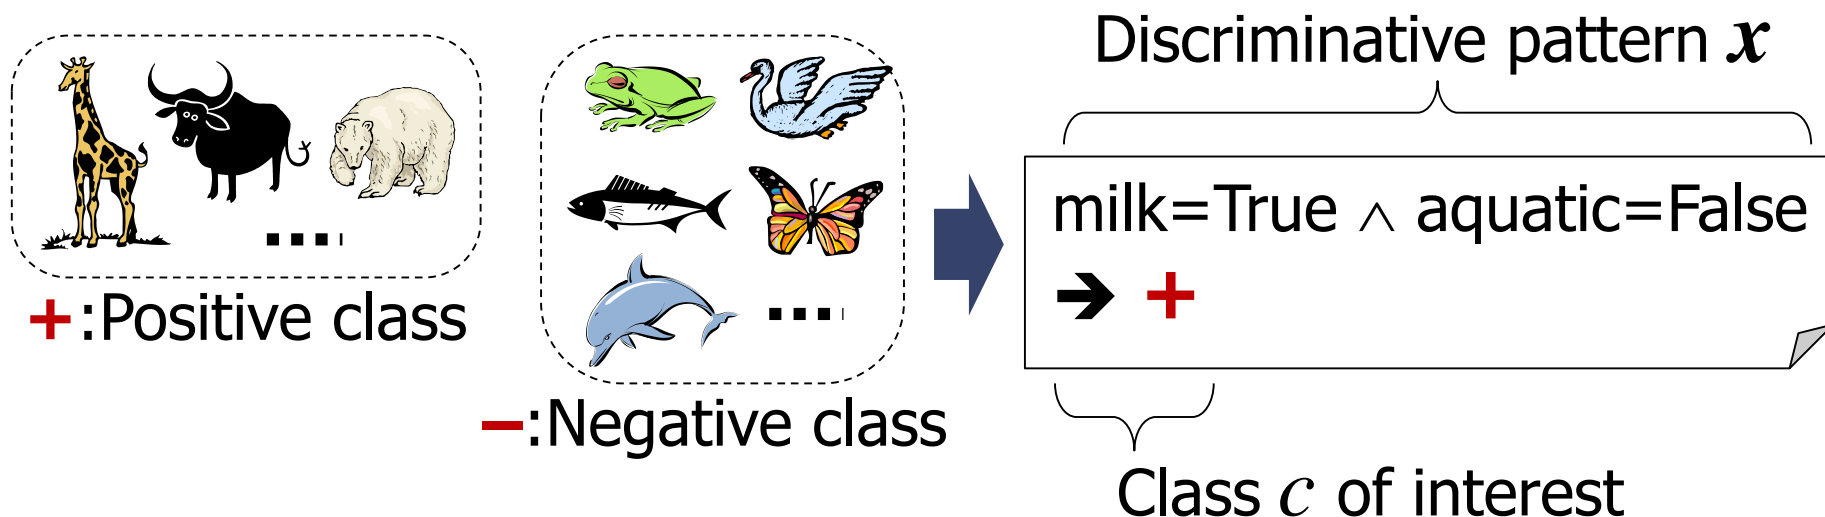 Discriminative pattern x
milk=True ∧ aquatic=False
➔ +
+:Positive class
−:Negative class
Class c of interest